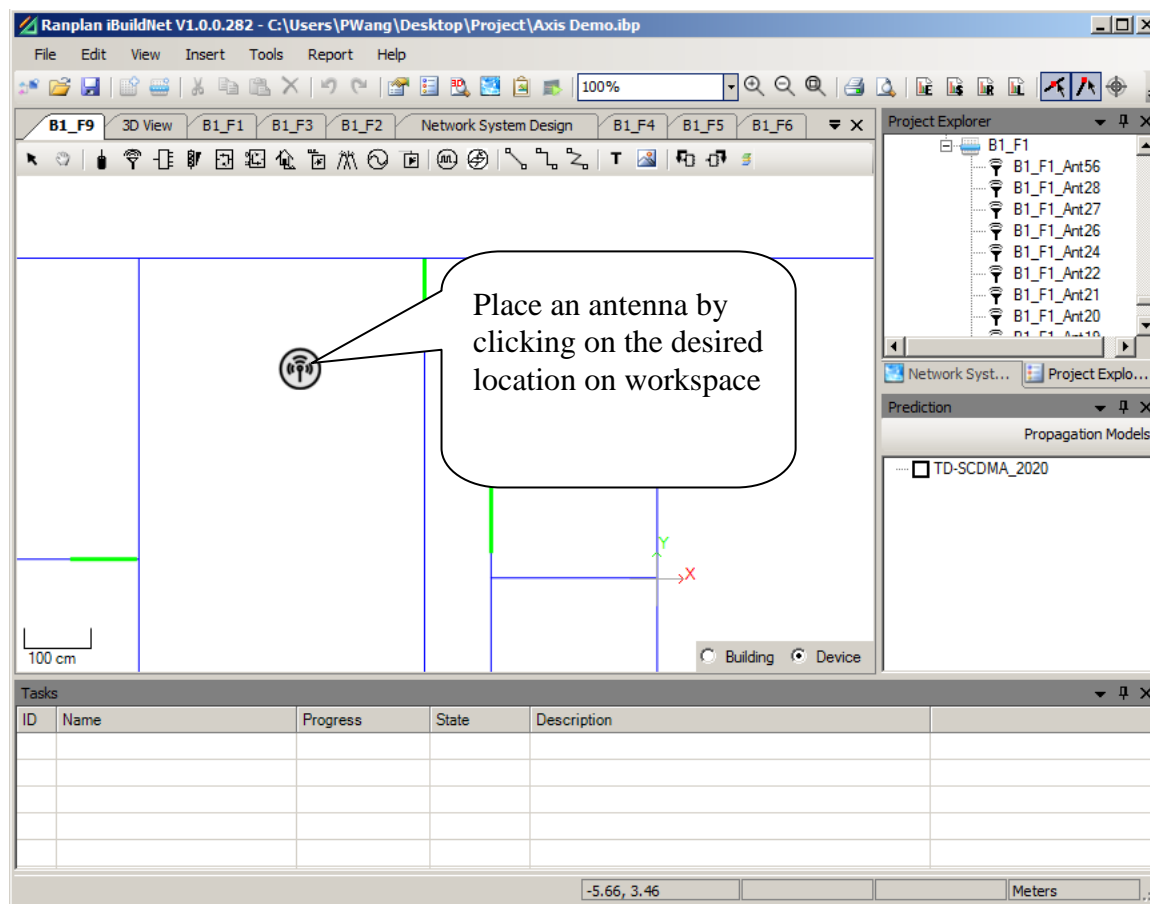 Ranplan iBuildNet V1.0.0.282 - C:\Users\PWang\Desktop\Project\Axis Demo.ibp
File Edit View Insert Tools Report Help
100%
B1_F9 3D View B1_F1 B1_F3 B1_F2 Network System Design B1_F4 B1_F5 B1_F6
Project Explorer
B1_F1
B1_F1_Ant56
B1_F1_Ant28
B1_F1_Ant27
B1_F1_Ant26
B1_F1_Ant24
B1_F1_Ant22
B1_F1_Ant21
B1_F1_Ant20
Network Syst... Project Explo...
Prediction
Propagation Models
TD-SCDMA_2020
Place an antenna by
clicking on the desired
location on workspace
Y
X
100 cm
Building Device
Tasks
ID Name Progress State Description
-5.66, 3.46 Meters